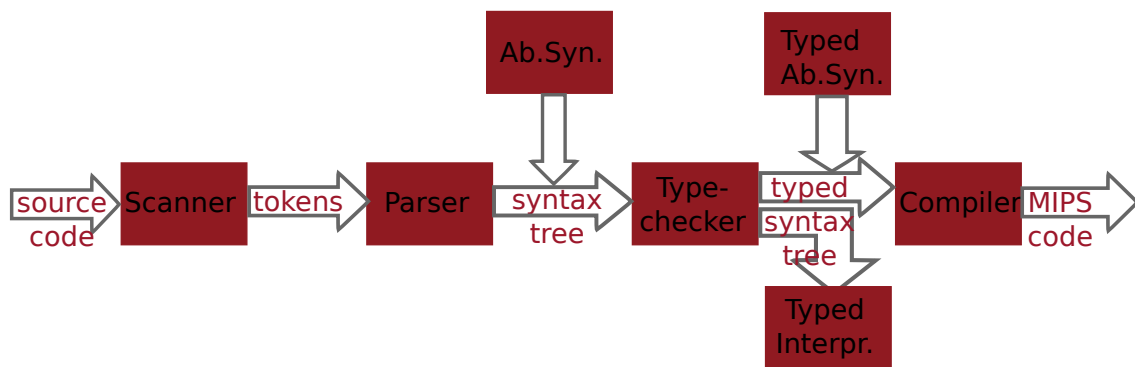 Ab.Syn.
Typed
Ab.Syn.
source
code
Scanner
tokens
Parser
syntax
tree
Type-
checker
typed
syntax
tree
Compiler
MIPS
code
Typed
Interpr.